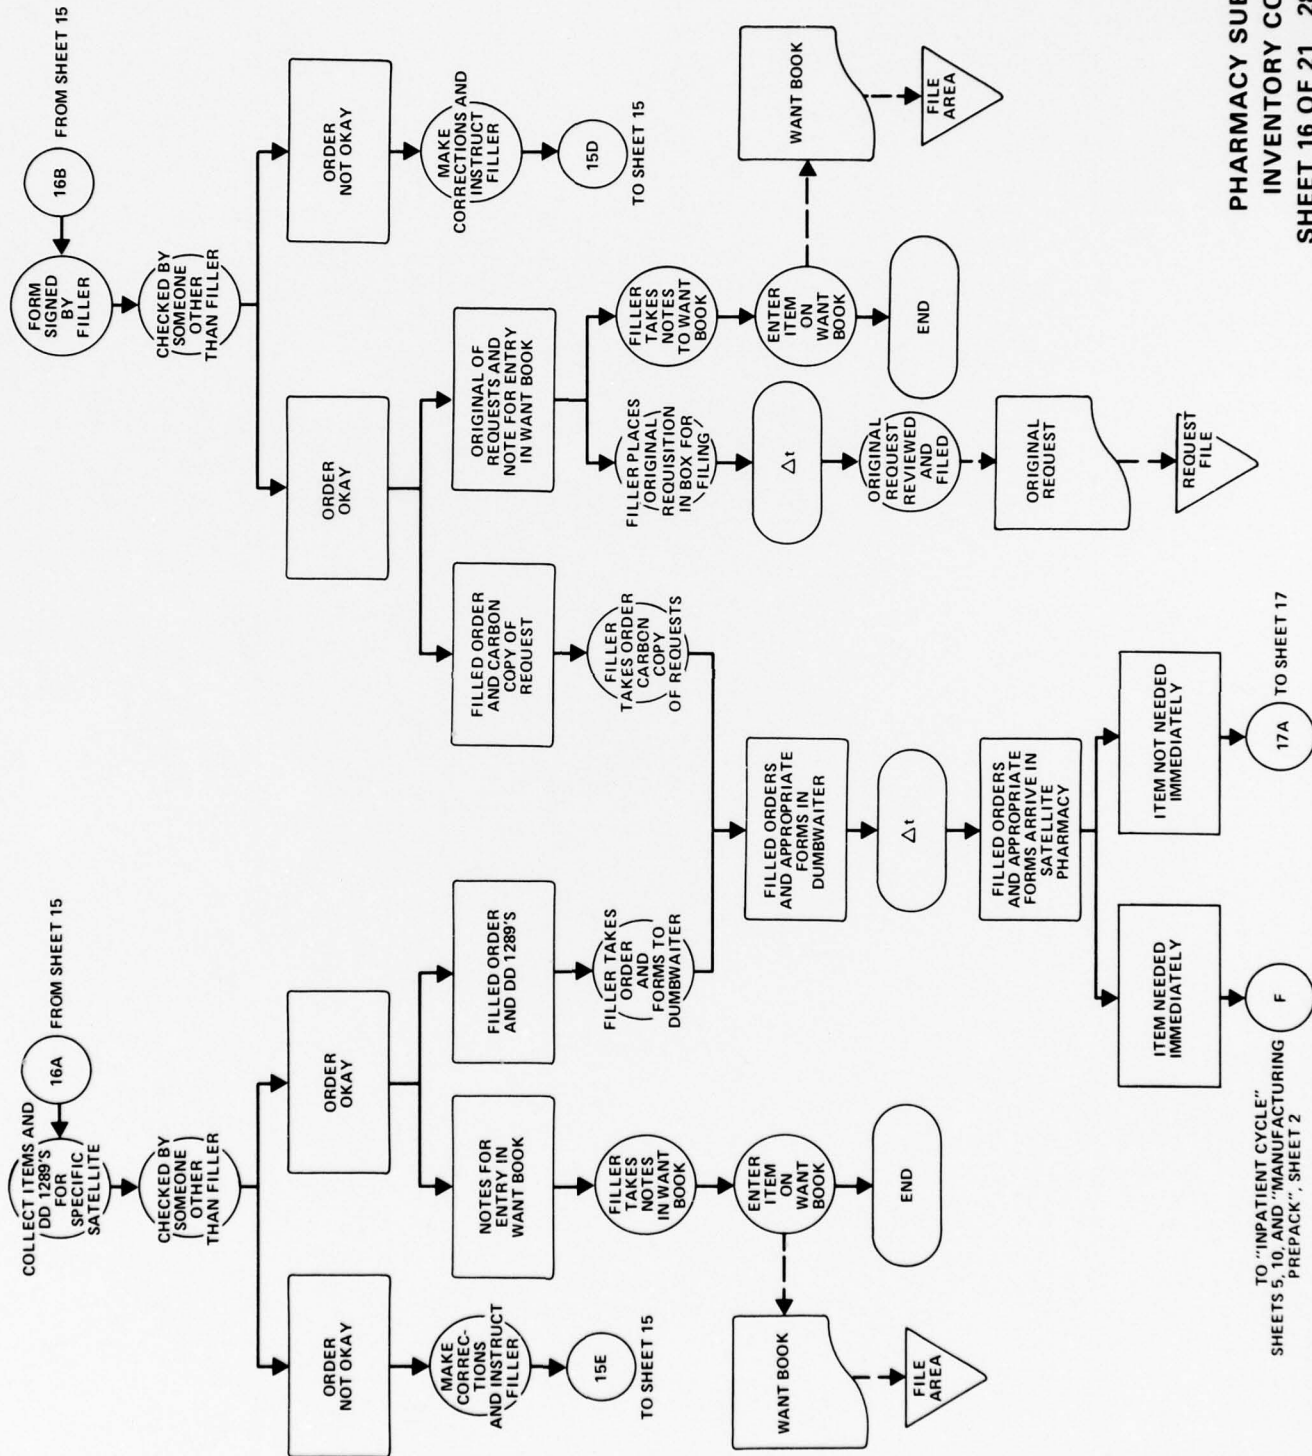 COLLECT ITEMS AND
DD 1289'S
FOR
SPECIFIC
SATELLITE
16A
FROM SHEET 15
CHECKED BY
SOMEONE
OTHER
THAN FILLER
ORDER
NOT OKAY
MAKE
CORREC-
TIONS
AND INSTRUCT
FILLER
15E
TO SHEET 15
ORDER
OKAY
NOTES FOR
ENTRY IN
WANT BOOK
FILLER
TAKES
NOTES
IN WANT
BOOK
ENTER
ITEM
ON
WANT
BOOK
END
WANT BOOK
FILE
AREA
FILLED ORDER
AND DD 1289'S
FILLER TAKES
ORDER
AND
FORMS TO
DUMBWAITER
FORM
SIGNED
BY
FILLER
16B
FROM SHEET 15
CHECKED BY
SOMEONE
OTHER
THAN FILLER
ORDER
OKAY
FILLED ORDER
AND CARBON
COPY OF
REQUEST
FILLER
TAKES ORDER
CARBON
COPY
OF REQUESTS
ORIGINAL OF
REQUESTS AND
NOTE FOR ENTRY
IN WANT BOOK
FILLER PLACES
ORIGINAL
REQUISITION
IN BOX FOR
FILING
Δt
ORIGINAL
REQUEST
REVIEWED
AND
FILED
ORIGINAL
REQUEST
REQUEST
FILE
FILLER
TAKES
NOTES
TO WANT
BOOK
ENTER
ITEM
ON
WANT
BOOK
END
WANT BOOK
FILE
AREA
ORDER
NOT OKAY
MAKE
CORRECTIONS AND
INSTRUCT
FILLER
15D
TO SHEET 15
FILLED ORDERS
AND APPROPRIATE
FORMS IN
DUMBWAITER
Δt
FILLED ORDERS
AND APPROPRIATE
FORMS ARRIVE IN
SATELLITE
PHARMACY
ITEM NEEDED
IMMEDIATELY
F
TO "INPATIENT CYCLE"
SHEETS 5, 10, AND "MANUFACTURING
PREPACK", SHEET 2
ITEM NOT NEEDED
IMMEDIATELY
17A
TO SHEET 17
PHARMACY
INVENTORY
SHEET 16 OF 21